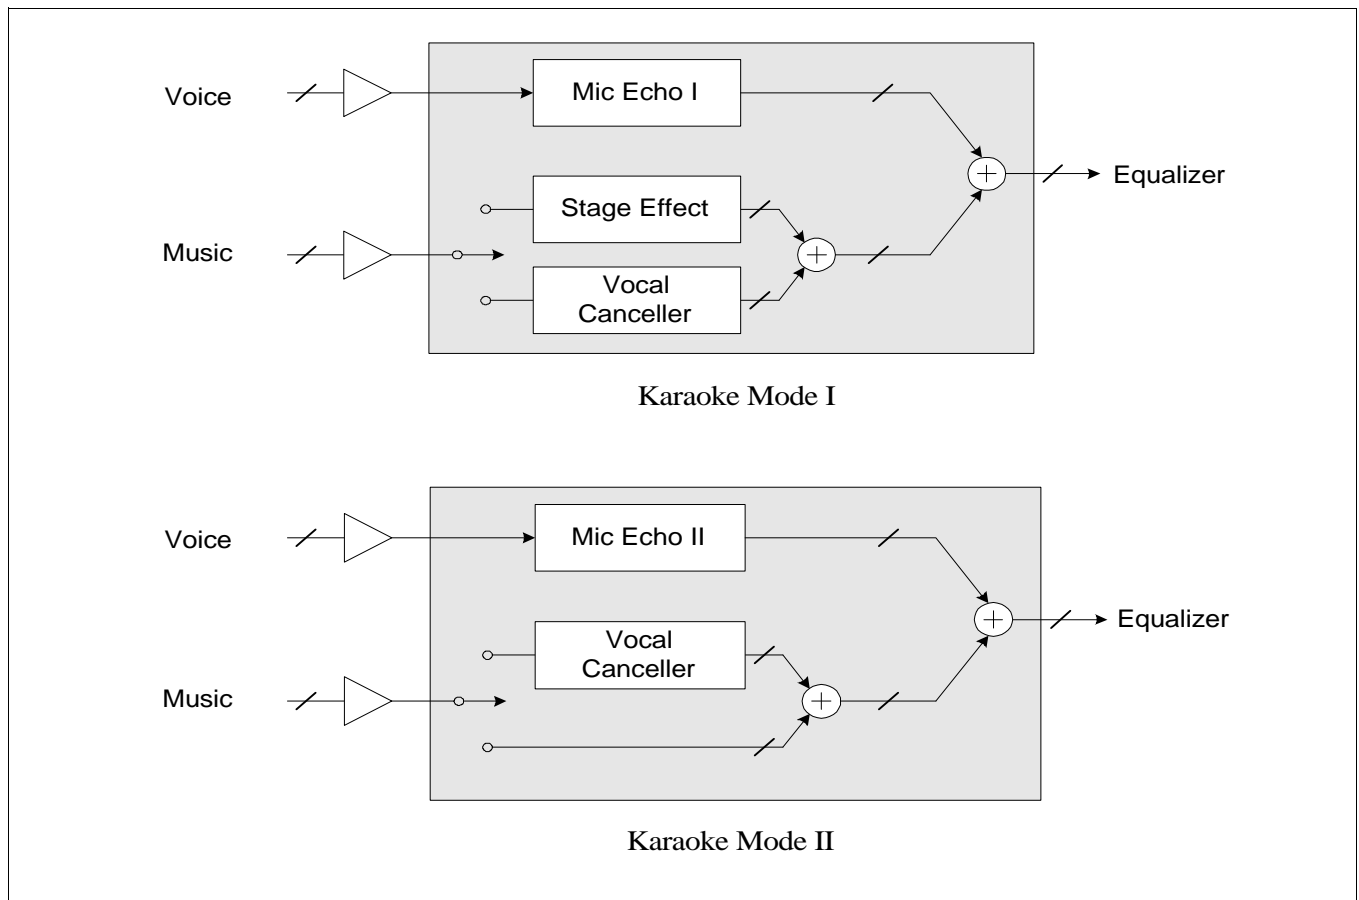 Voice
Mic Echo I
Stage Effect
Equalizer
Music
Vocal
Canceller
Karaoke Mode I
Voice
Mic Echo II
Equalizer
Vocal
Canceller
Music
Karaoke Mode II